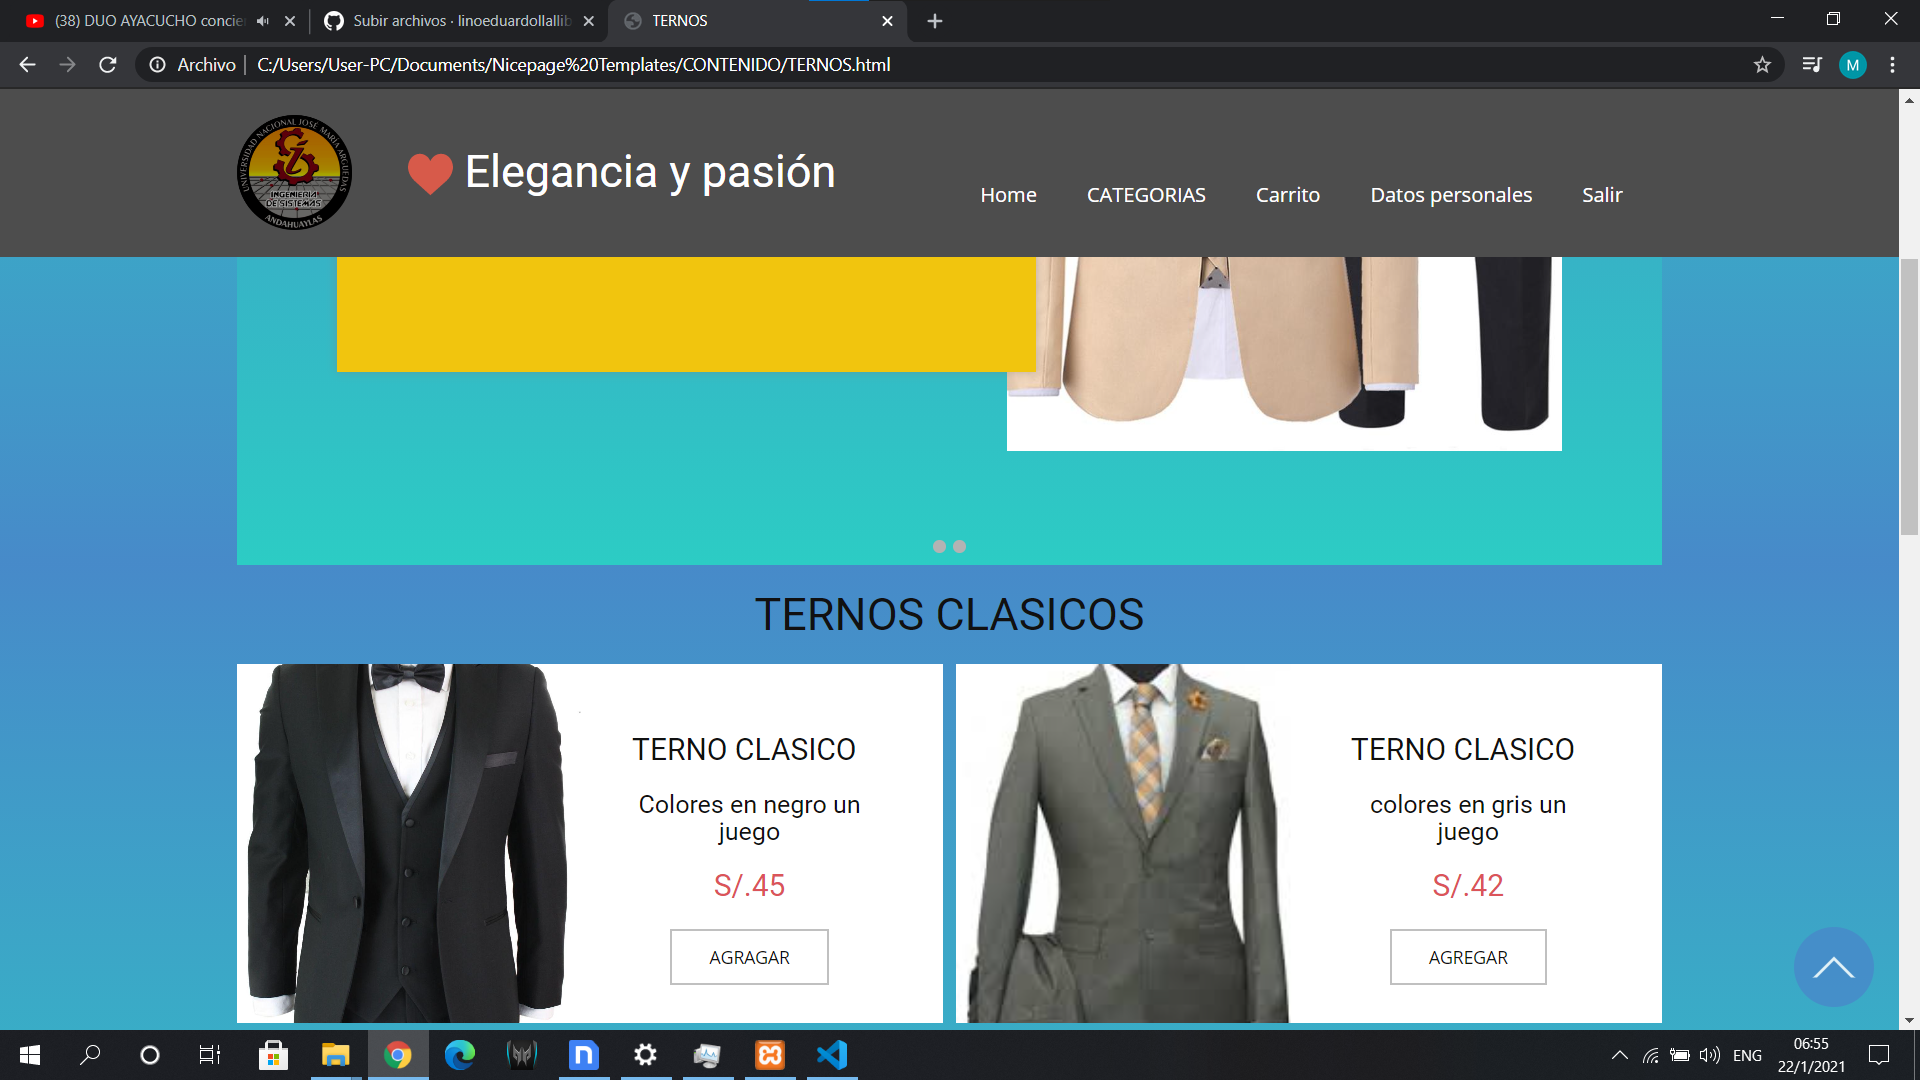 (38) DUO AYACUCHO concie
Subir archivos · linoeduardollallib
TERNOS
Archivo
C:/Users/User-PC/Documents/Nicepage%20Templates/CONTENIDO/TERNOS.html
M
UNIVERSIDAD NACIONAL JOSÉ MARÍA ARGUEDAS
INGENIERIA
DE SISTEMAS
ANDAHUAYLAS
Elegancia y pasión
Home
CATEGORIAS
Carrito
Datos personales
Salir
TERNOS CLASICOS
TERNO CLASICO
Colores en negro un
juego
S/.45
AGRAGAR
TERNO CLASICO
colores en gris un
juego
S/.42
AGREGAR
ENG
06:55
22/1/2021